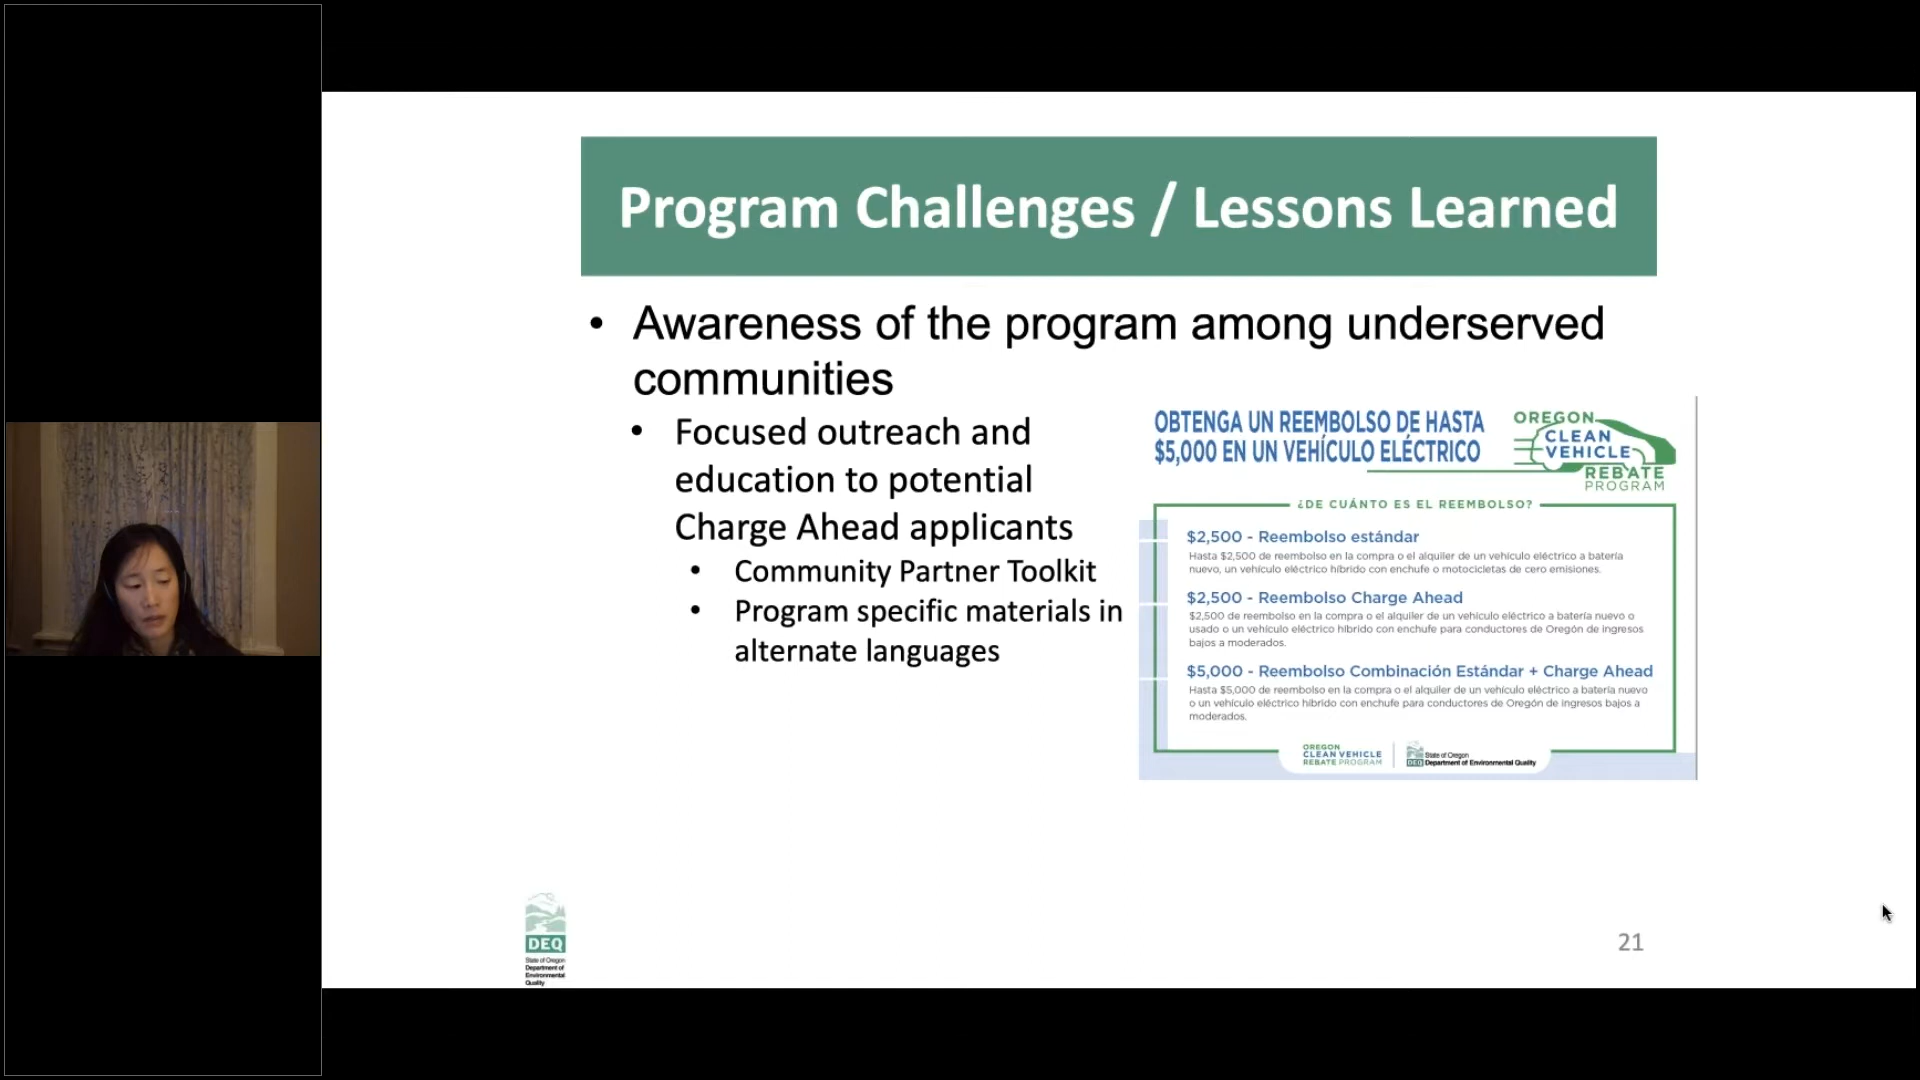 Program Challenges / Lessons Learned
• Awareness of the program among underserved
communities
• Focused outreach and
education to potential
Charge Ahead applicants
• Community Partner Toolkit
• Program specific materials in
alternate languages
OBTENGA UN REEMBOLSO DE HASTA
$5,000 EN UN VEHÍCULO ELÉCTRICO
OREGON
CLEAN
VEHICLE
REBATE
PROGRAM
¿DE CUÁNTO ES EL REEMBOLSO?
$2,500 - Reembolso estándar
Hasta $2,500 de reembolso en la compra o el alquiler de un vehículo eléctrico a batería
nuevo, un vehículo eléctrico híbrido con enchufe o motocicletas de cero emisiones.
$2,500 - Reembolso Charge Ahead
$2,500 de reembolso en la compra o el alquiler de un vehículo eléctrico a batería nuevo o
usado o un vehículo eléctrico híbrido con enchufe para conductores de Oregón de ingresos
bajos a moderados.
$5,000 - Reembolso Combinación Estándar + Charge Ahead
Hasta $5,000 de reembolso en la compra o el alquiler de un vehículo eléctrico a batería nuevo
o un vehículo eléctrico híbrido con enchufe para conductores de Oregón de ingresos bajos a
moderados.
OREGON
CLEAN VEHICLE
REBATE PROGRAM
State of Oregon
DEQ Department of Environmental Quality
DEQ
State of Oregon
Department of
Environmental
Quality
21